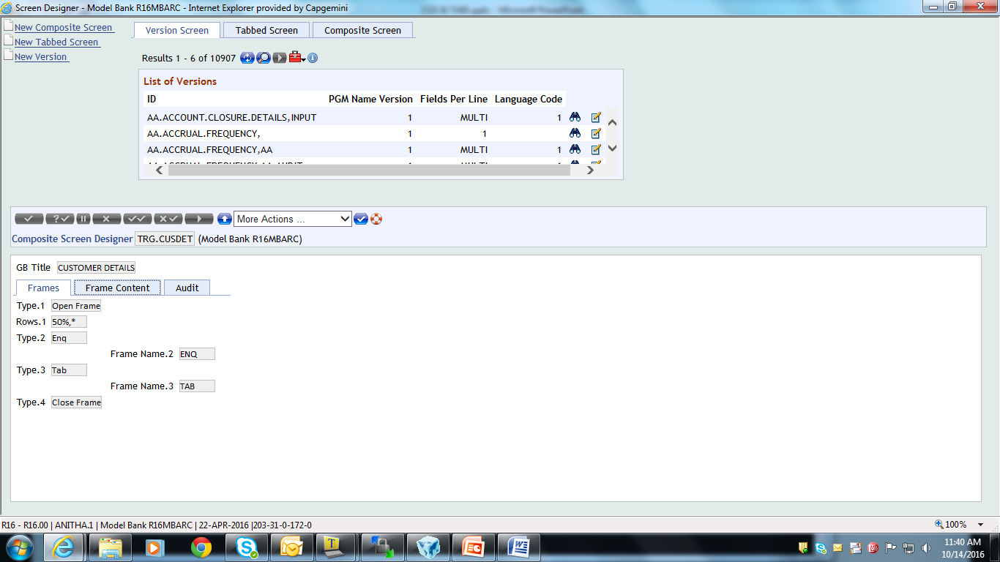 Screen Designer - Model Bank R16MBARC - Internet Explorer provided by Capgemini
New Composite Screen
New Tabbed Screen
New Version
Version Screen Tabbed Screen Composite Screen
Results 1 - 6 of 10907
List of Versions
ID PGM Name Version Fields Per Line Language Code
AA.ACCOUNT.CLOSURE.DETAILS,INPUT 1 MULTI 1
AA.ACCRUAL.FREQUENCY, 1 1
AA.ACCRUAL.FREQUENCY,AA 1 MULTI 1
More Actions ...
Composite Screen Designer TRG.CUSDET (Model Bank R16MBARC)
GB Title CUSTOMER DETAILS
Frames Frame Content Audit
Type.1 Open Frame
Rows.1 50%,*
Type.2 Enq
Frame Name.2 ENQ
Type.3 Tab
Frame Name.3 TAB
Type.4 Close Frame
R16 - R16.00 | ANITHA.1 | Model Bank R16MBARC | 22-APR-2016 |203-31-0-172-0
100%
11:40 AM
10/14/2016